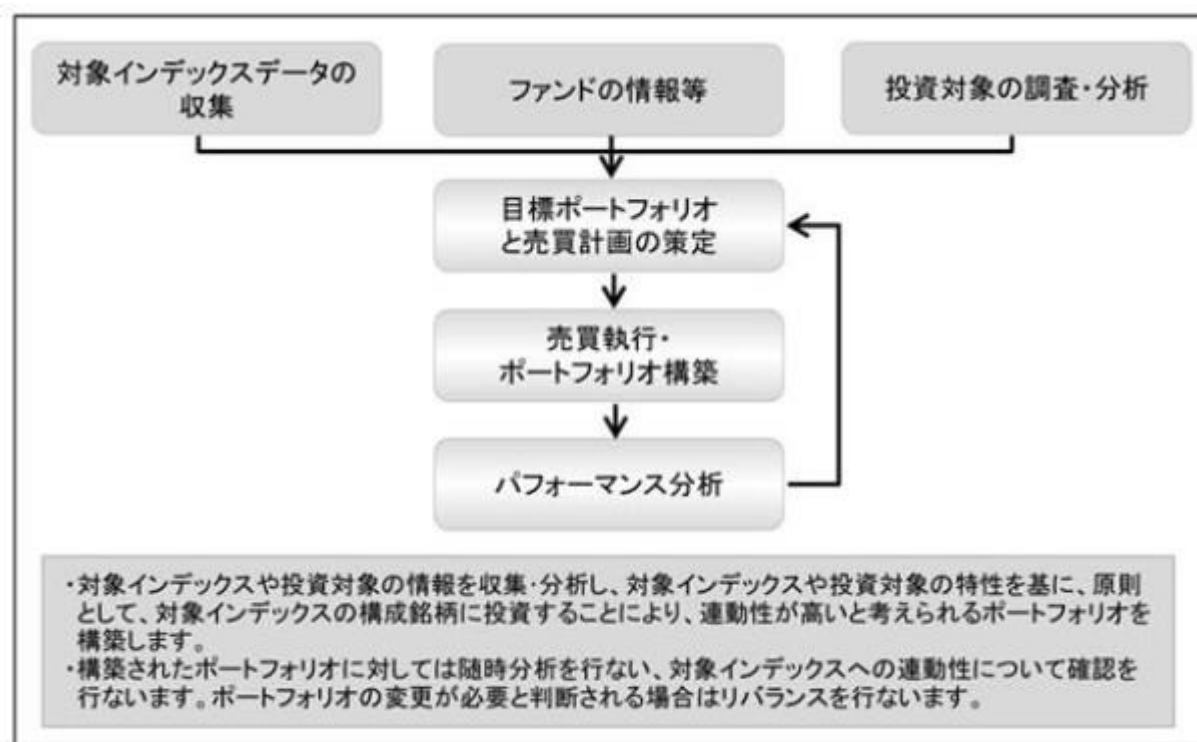 対象インデックスデータの
収集
ファンドの情報等
投資対象の調査・分析
目標ポートフォリオ
と売買計画の策定
売買執行・
ポートフォリオ構築
パフォーマンス分析
・対象インデックスや投資対象の情報を収集・分析し、対象インデックスや投資対象の特性を基に、原則
として、対象インデックスの構成銘柄に投資することにより、連動性が高いと考えられるポートフォリオを
構築します。
・構築されたポートフォリオに対しては随時分析を行ない、対象インデックスへの連動性について確認を
行ないます。ポートフォリオの変更が必要と判断される場合はリバランスを行ないます。